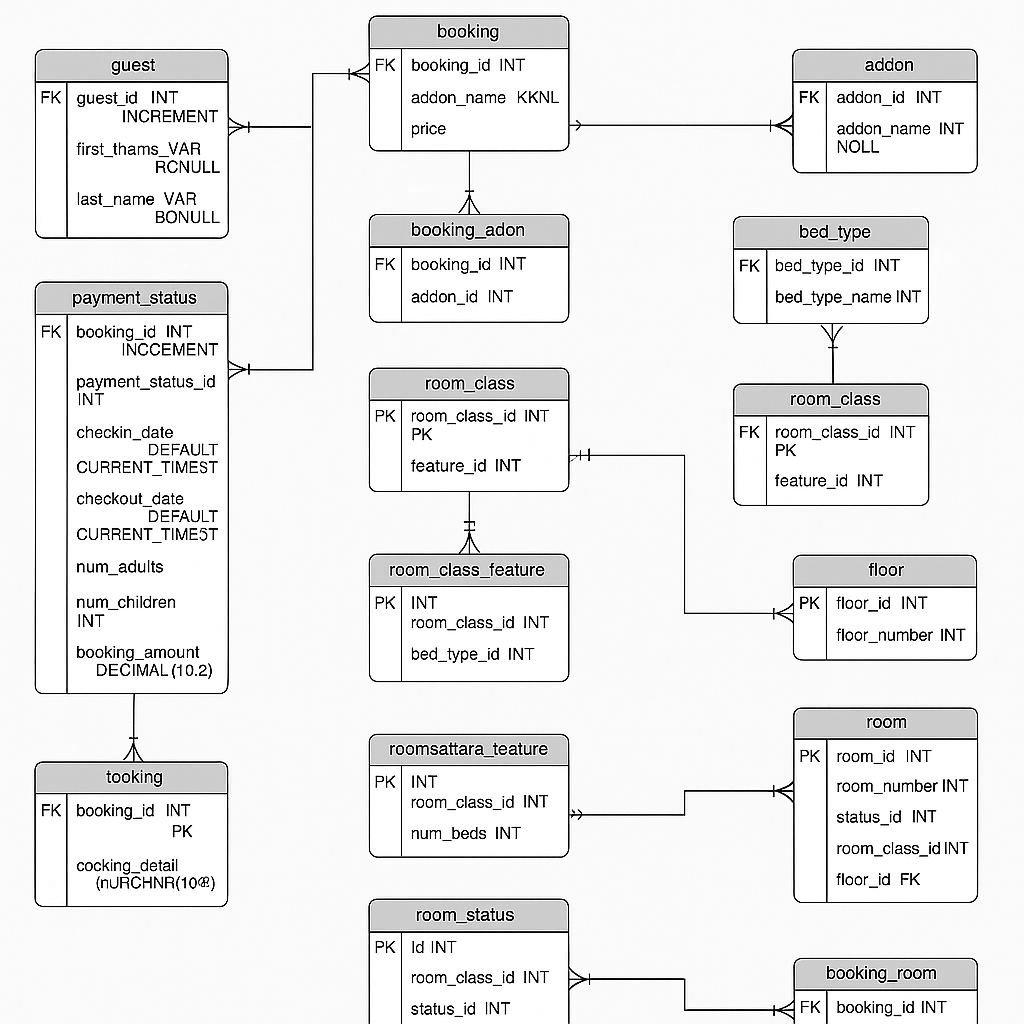 booking
FK booking_id INT
addon_name KKNL
price
guest
FK guest_id INT
INCREMENT
first_thams_VAR
RCNULL
last_name VAR
BONULL
addon
FK addon_id INT
addon_name INT
NOLL
booking_adon
FK booking_id INT
addon_id INT
bed_type
FK bed_type_id INT
bed_type_name INT
payment_status
FK booking_id INT
INCCEMENT
payment_status_id
INT
checkin_date
DEFAULT
CURRENT_TIMEST
checkout_date
DEFAULT
CURRENT_TIMEST
num_adults
num_children
INT
booking_amount
DECIMAL (10.2)
room_class
PK room_class_id INT
PK
feature_id INT
room_class
FK room_class_id INT
PK
feature_id INT
room_class_feature
PK INT
room_class_id INT
bed_type_id INT
floor
PK floor_id INT
floor_number INT
room
PK room_id INT
room_number INT
status_id INT
room_class_id INT
floor_id FK
roomsattara_teature
PK INT
room_class_id INT
num_beds INT
tooking
FK booking_id INT
PK
cocking_detail
room_status
PK Id INT
room_class_id INT
status_id INT
booking_room
FK booking_id INT